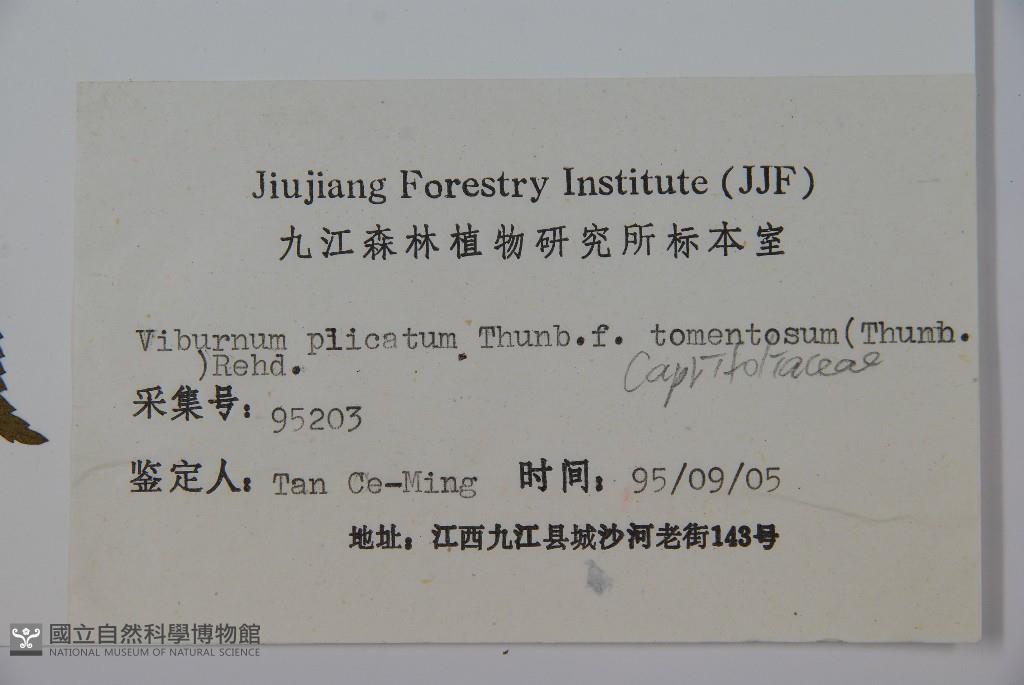 Jiujiang Forestry Institute (JJF)
九江森林植物研究所标本室
Viburnum plicatum Thunb.f. tomentosum(Thunb.
)Rehd.
Caprifoliaceae
采集号: 95203
鉴定人: Tan Ce-Ming 时间: 95/09/05
地址: 江西九江县城沙河老街143号
國立自然科學博物館
NATIONAL MUSEUM OF NATURAL SCIENCE